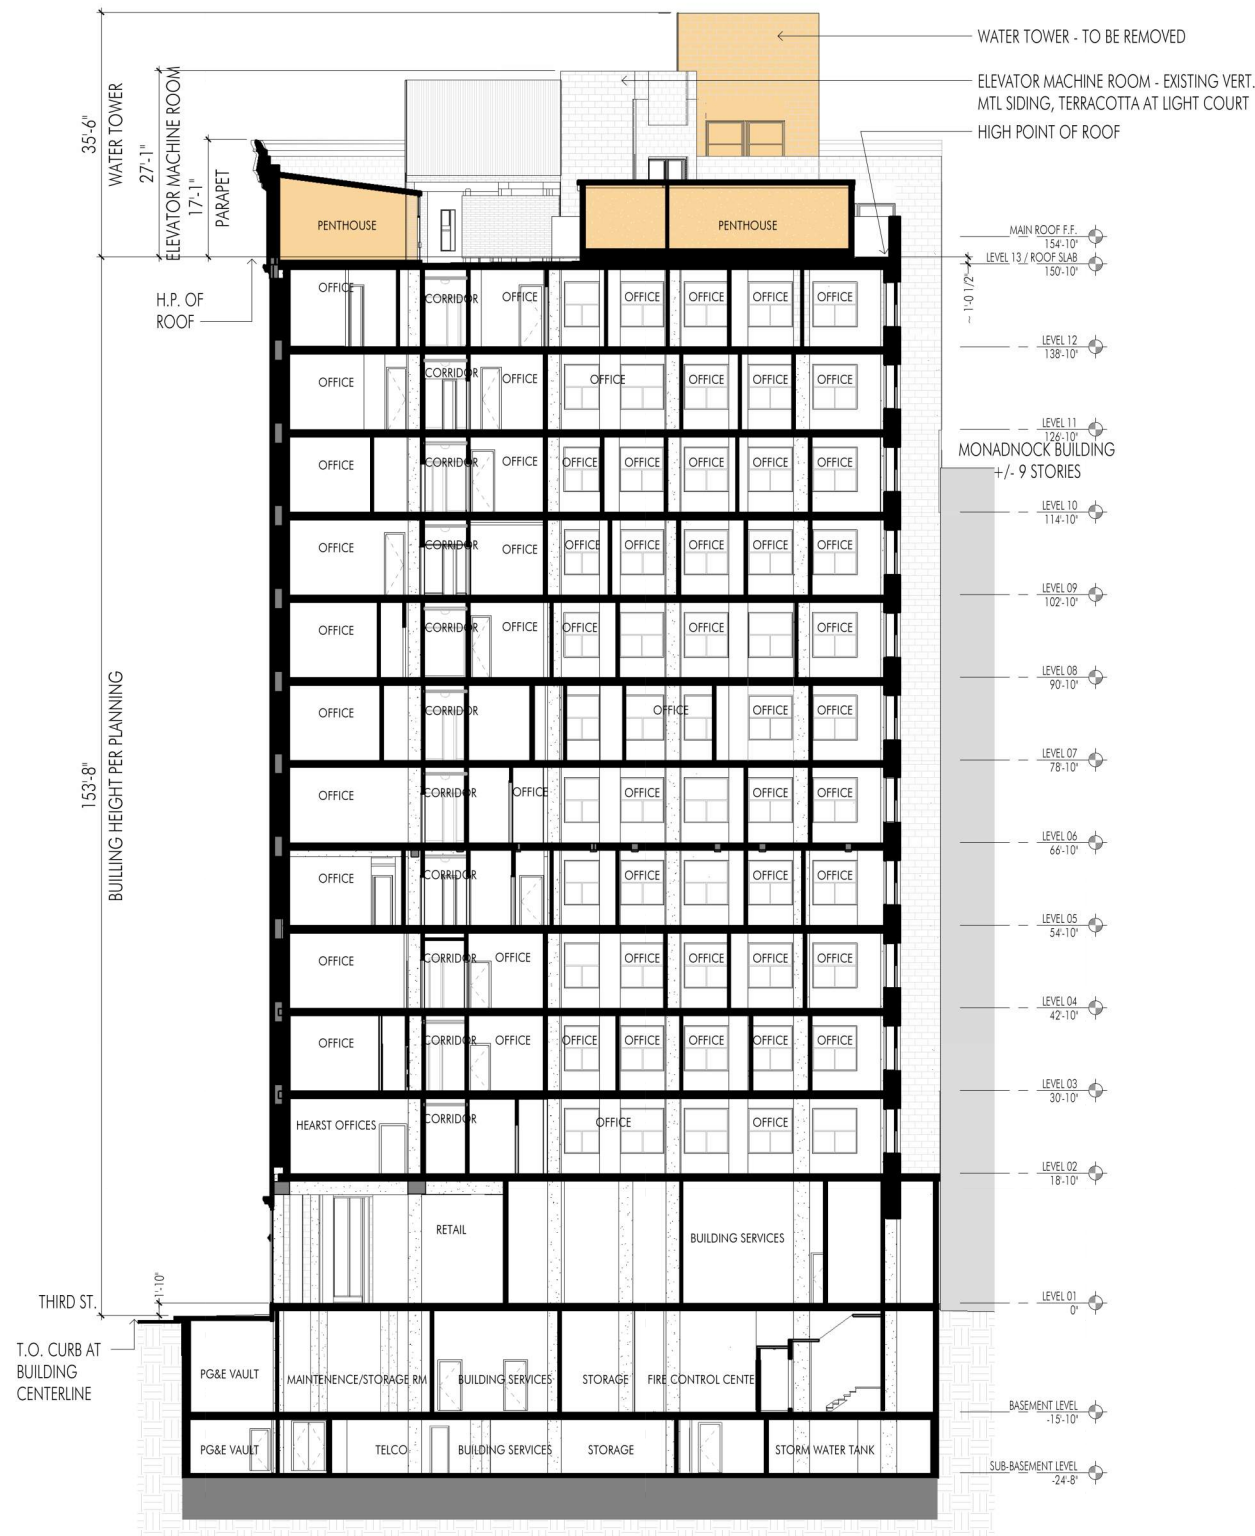 WATER TOWER - TO BE REMOVED
ELEVATOR MACHINE ROOM - EXISTING VERT.
MTL SIDING, TERRACOTTA AT LIGHT COURT
HIGH POINT OF ROOF
35'-6"
WATER TOWER
27'-1"
ELEVATOR MACHINE ROOM
17'-1"
PARAPET
PENTHOUSE
PENTHOUSE
MAIN ROOF F.F.
154'-10"
LEVEL 13 / ROOF SLAB
150'-10"
~ 1'-0 1/2"
H.P. OF
ROOF
OFFICE CORRIDOR OFFICE OFFICE OFFICE OFFICE OFFICE
LEVEL 12
138'-10"
OFFICE CORRIDOR OFFICE OFFICE OFFICE OFFICE OFFICE
LEVEL 11
126'-10"
MONADNOCK BUILDING
+/- 9 STORIES
OFFICE CORRIDOR OFFICE OFFICE OFFICE OFFICE OFFICE OFFICE
LEVEL 10
114'-10"
OFFICE CORRIDOR OFFICE OFFICE OFFICE OFFICE OFFICE OFFICE
LEVEL 09
102'-10"
OFFICE CORRIDOR OFFICE OFFICE OFFICE OFFICE
LEVEL 08
90'-10"
OFFICE CORRIDOR OFFICE OFFICE OFFICE
LEVEL 07
78'-10"
153'-8"
BUILLING HEIGHT PER PLANNING
OFFICE CORRIDOR OFFICE OFFICE OFFICE OFFICE
LEVEL 06
66'-10"
OFFICE CORRIDOR OFFICE OFFICE OFFICE
LEVEL 05
54'-10"
OFFICE CORRIDOR OFFICE OFFICE OFFICE OFFICE OFFICE
LEVEL 04
42'-10"
OFFICE CORRIDOR OFFICE OFFICE OFFICE OFFICE OFFICE OFFICE
LEVEL 03
30'-10"
HEARST OFFICES CORRIDOR OFFICE OFFICE
LEVEL 02
18'-10"
RETAIL
BUILDING SERVICES
1'-10"
THIRD ST.
LEVEL 01
0"
T.O. CURB AT
BUILDING
CENTERLINE
PG&E VAULT MAINTENENCE/STORAGE RM BUILDING SERVICES STORAGE FIRE CONTROL CENTE
BASEMENT LEVEL
-15'-10"
PG&E VAULT TELCO BUILDING SERVICES STORAGE STORM WATER TANK
SUB-BASEMENT LEVEL
-24'-8"